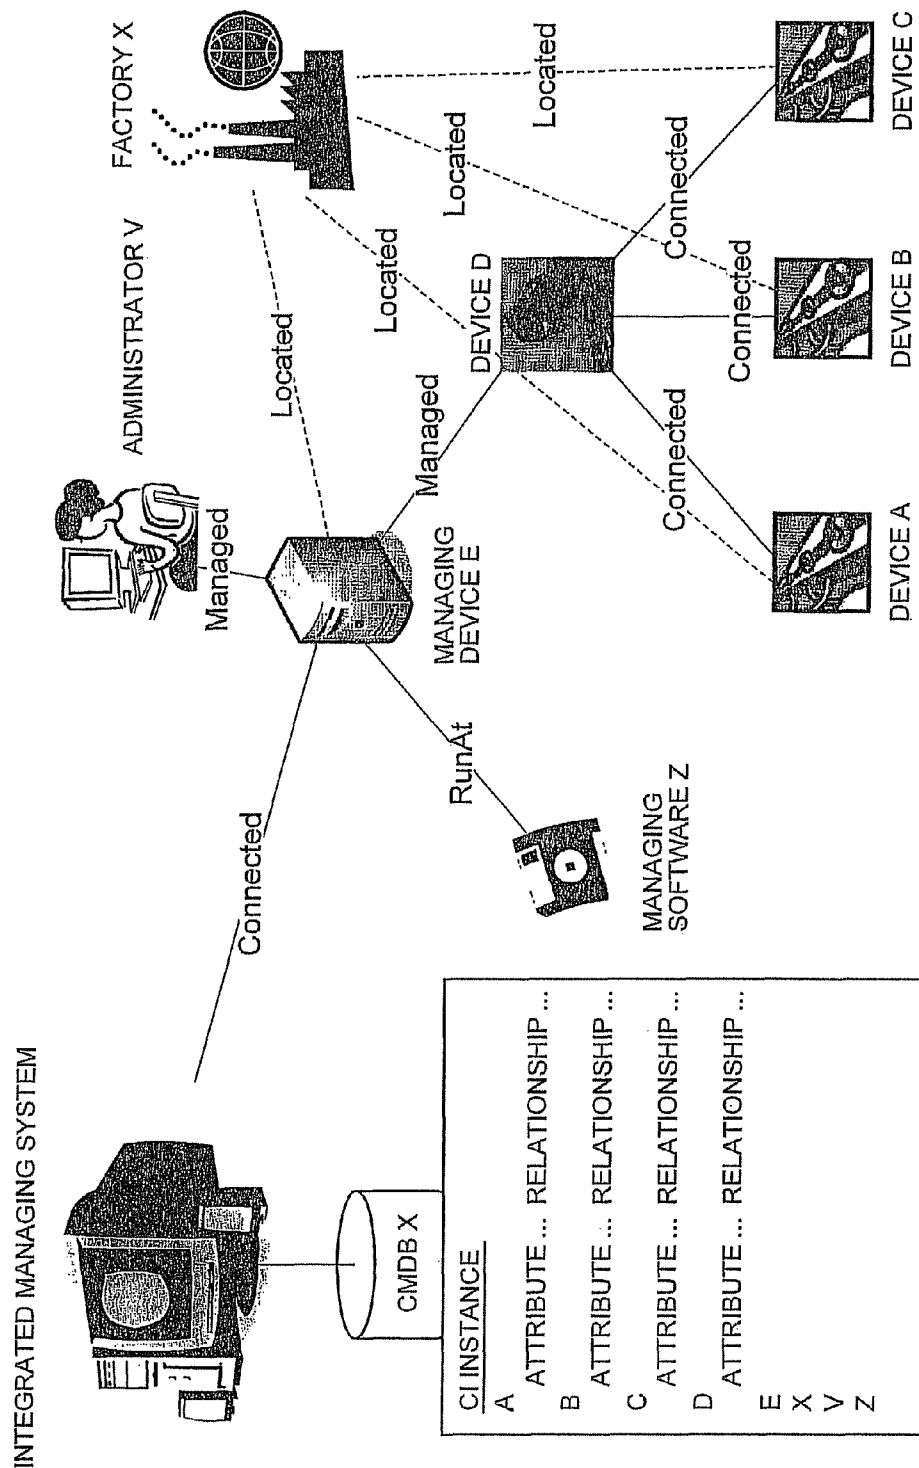 INTEGRATED MANAGING SYSTEM
ADMINISTRATOR V
FACTORY X
Connected
Managed
Located
Located
Located
Located
Managed
RunAt
MANAGING
DEVICE E
DEVICE D
MANAGING
SOFTWARE Z
Connected
Connected
Connected
DEVICE A
DEVICE B
DEVICE C
CMDB X
CI INSTANCE
A
ATTRIBUTE ... RELATIONSHIP ...
B
ATTRIBUTE ... RELATIONSHIP ...
C
ATTRIBUTE ... RELATIONSHIP ...
D
ATTRIBUTE ... RELATIONSHIP ...
E
X
V
Z